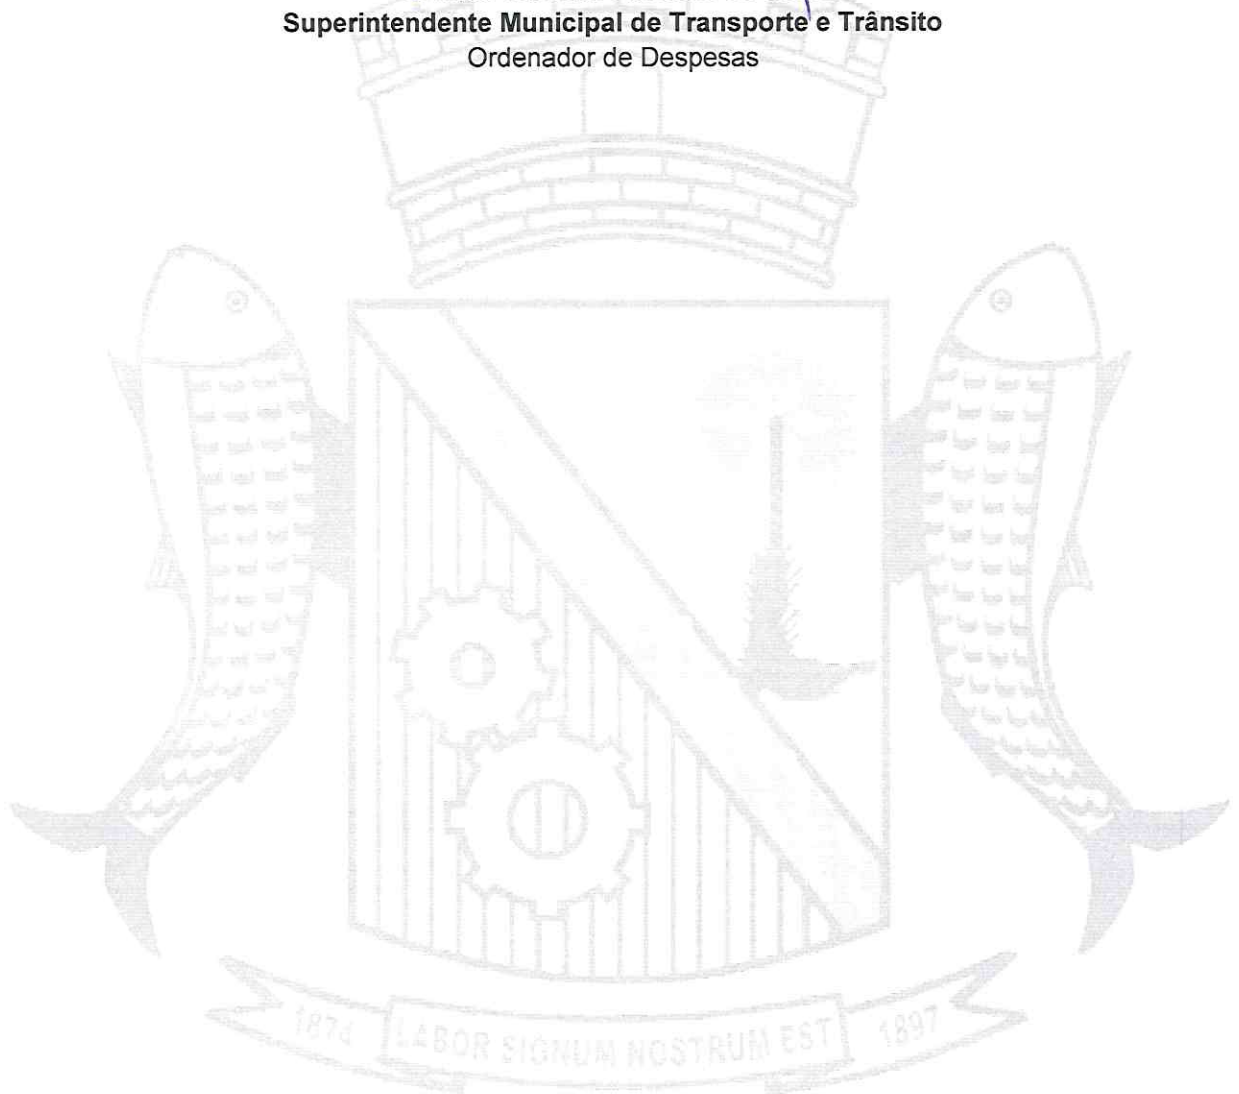 Superintendente Municipal de Transporte e Trânsito
Ordenador de Despesas
1874 LABOR SIGNUM NOSTRUM EST 1897